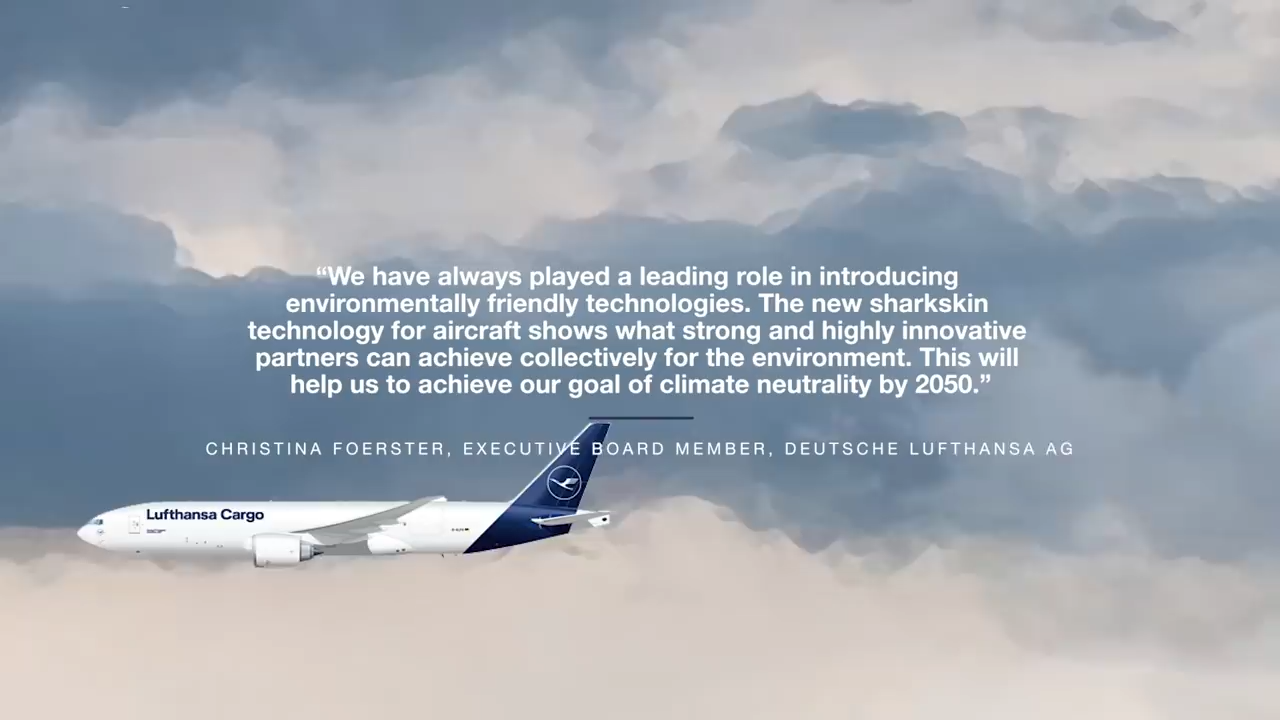 “We have always played a leading role in introducing
environmentally friendly technologies. The new sharkskin
technology for aircraft shows what strong and highly innovative
partners can achieve collectively for the environment. This will
help us to achieve our goal of climate neutrality by 2050.”
CHRISTINA FOERSTER, EXECUTIVE BOARD MEMBER, DEUTSCHE LUFTHANSA AG
Lufthansa Cargo